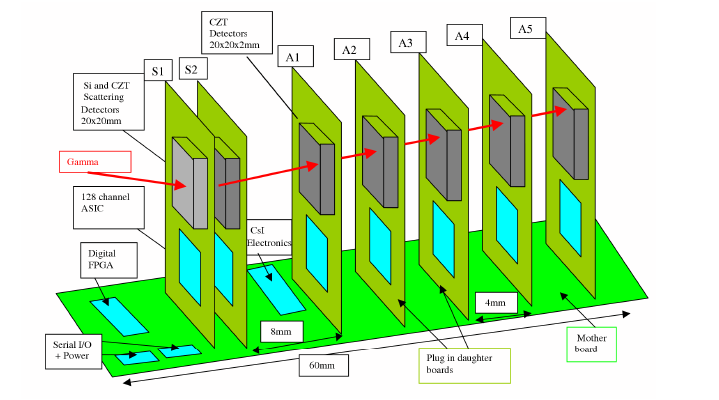 CZT
Detectors
20x20x2mm
S1
S2
A1
A2
A3
A4
A5
Si and CZT
Scattering
Detectors
20x20mm
Gamma
128 channel
ASIC
CsI
Electronics
Digital
FPGA
Serial I/O
+ Power
8mm
4mm
60mm
Plug in daughter
boards
Mother
board